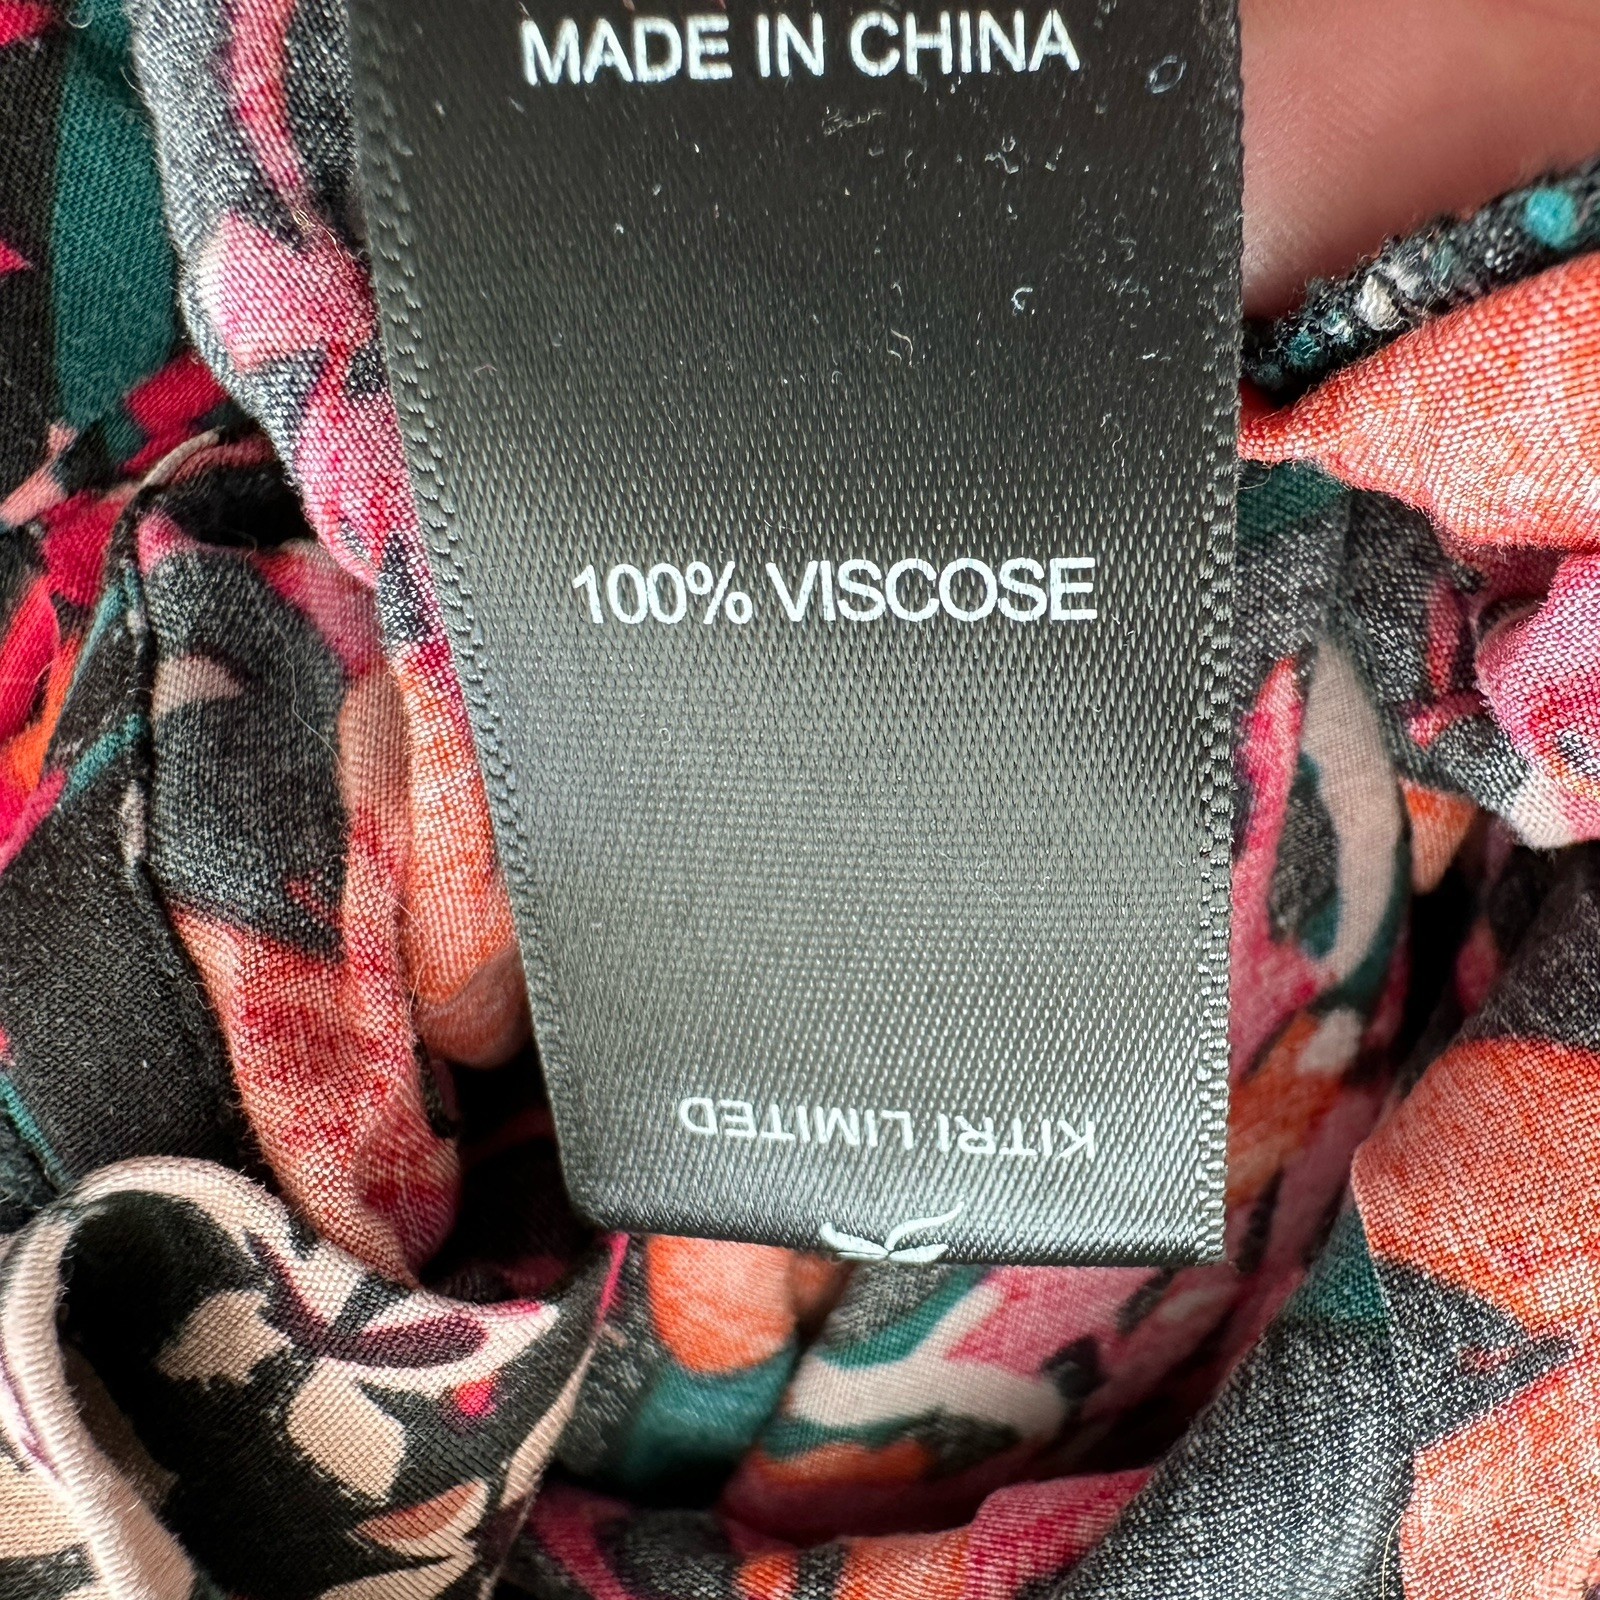 MADE IN CHINA
100% VISCOSE
KITRI LIMITED